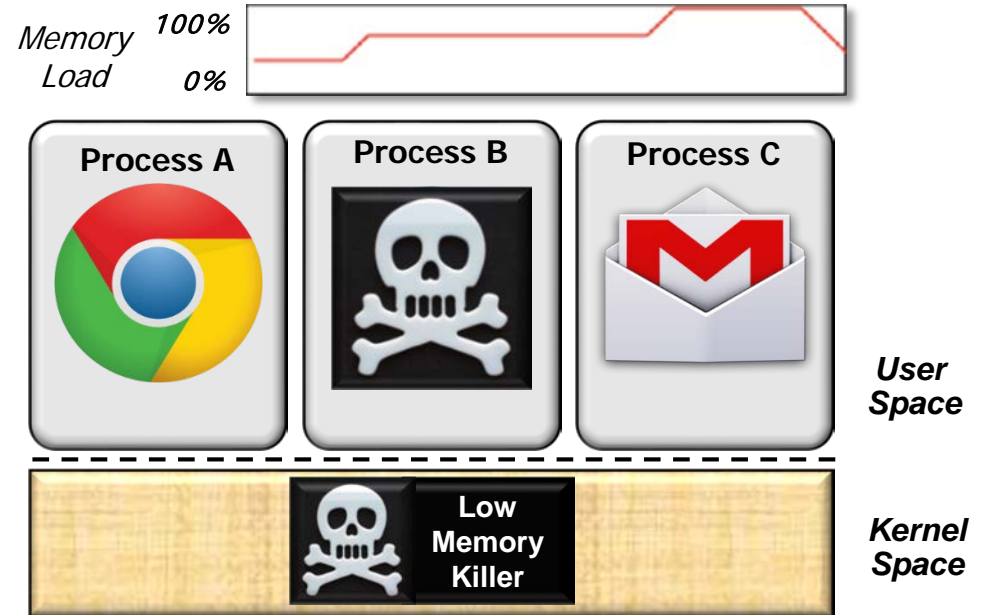 Memory
Load
100%
0%
Process A
Process B
Process C
User
Space
Low
Memory
Killer
Kernel
Space